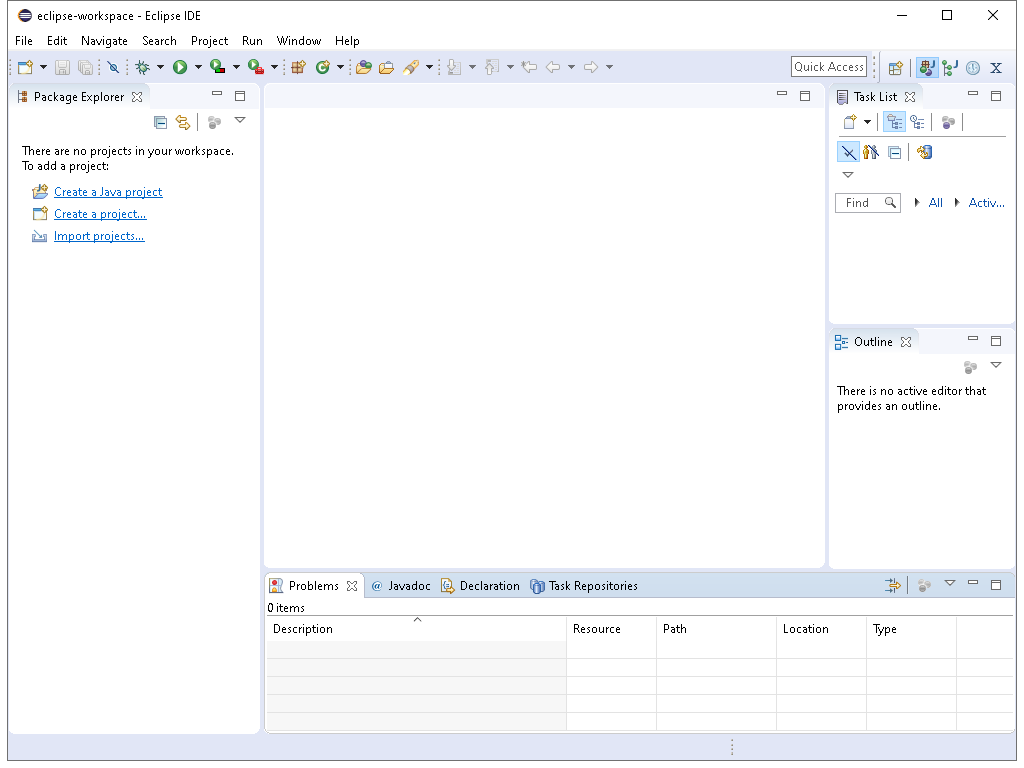 eclipse-workspace - Eclipse IDE
File Edit Navigate Search Project Run Window Help
Quick Access
Package Explorer
There are no projects in your workspace.
To add a project:
Create a Java project
Create a project...
Import projects...
Task List
Find All Activ...
Outline
There is no active editor that
provides an outline.
Problems @ Javadoc Declaration Task Repositories
0 items
Description Resource Path Location Type